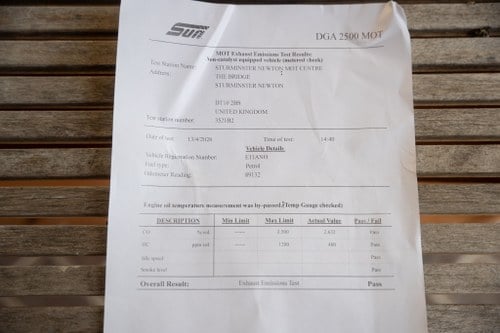 Sun
DGA 2500 MOT
MOT Exhaust Emissions Test Results:
Non-catalyst equipped vehicle (metered check)
Test Station Name: STURMINSTER NEWTON MOT CENTRE
Address: THE BRIDGE
STURMINSTER NEWTON
UNITED KINGDOM
Test station number:
Date of test: Time of test: 14:40
Vehicle Details
Vehicle Registration Number:
Fuel type: Petrol
Odometer Reading: 09132
Engine oil temperature measurement was by-passed.(Temp Gauge checked)
DESCRIPTION Min Limit Max Limit Actual Value Pass / Fail
CO %vol. ----- Pass
HC ppm vol. ----- 1200 Pass
Idle speed Pass
Smoke level Pass
Overall Result: Exhaust Emissions Test Pass